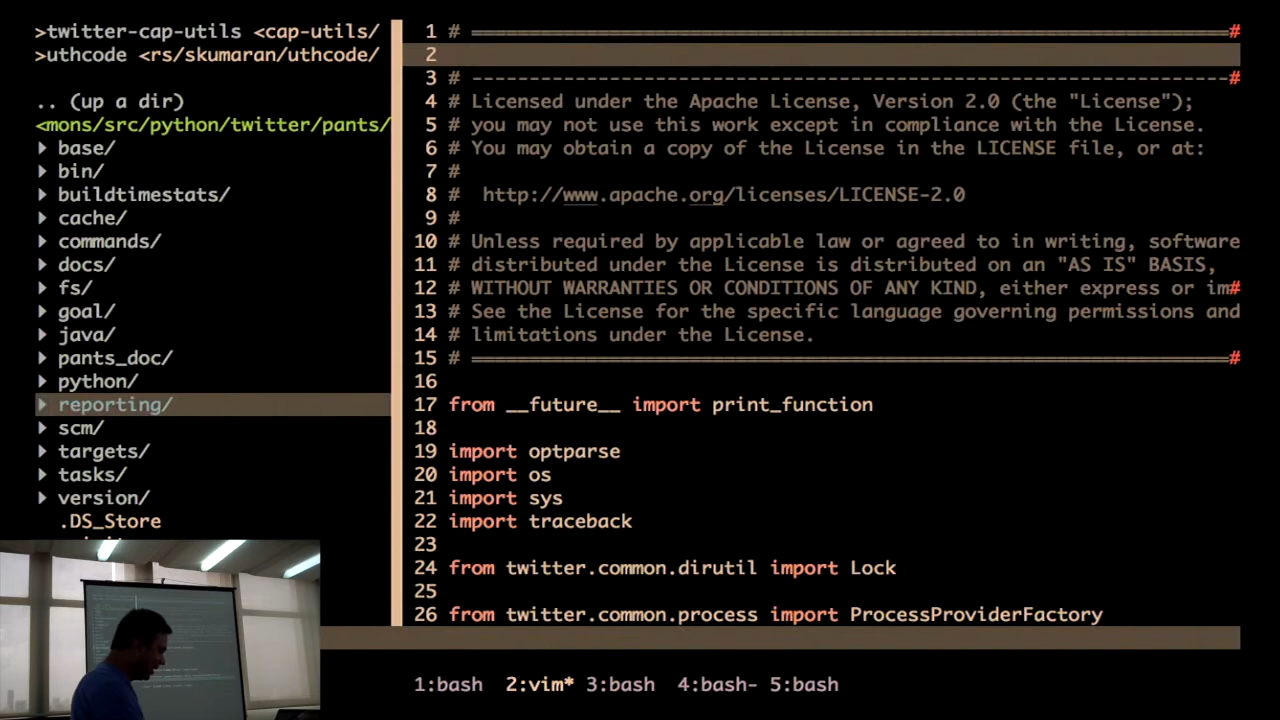 >twitter-cap-utils <cap-utils/
>uthcode <rs/skumaran/uthcode/
.. (up a dir)
<mons/src/python/twitter/pants/
▸ base/
▸ bin/
▸ buildtimestats/
▸ cache/
▸ commands/
▸ docs/
▸ fs/
▸ goal/
▸ java/
▸ pants_doc/
▸ python/
▸ reporting/
▸ scm/
▸ targets/
▸ tasks/
▸ version/
.DS_Store
1 # ==================================================================#
2
3 # ------------------------------------------------------------------#
4 # Licensed under the Apache License, Version 2.0 (the "License");
5 # you may not use this work except in compliance with the License.
6 # You may obtain a copy of the License in the LICENSE file, or at:
7 #
8 #  http://www.apache.org/licenses/LICENSE-2.0
9 #
10 # Unless required by applicable law or agreed to in writing, software
11 # distributed under the License is distributed on an "AS IS" BASIS,
12 # WITHOUT WARRANTIES OR CONDITIONS OF ANY KIND, either express or im#
13 # See the License for the specific language governing permissions and
14 # limitations under the License.
15 # ==================================================================#
16
17 from __future__ import print_function
18
19 import optparse
20 import os
21 import sys
22 import traceback
23
24 from twitter.common.dirutil import Lock
25
26 from twitter.common.process import ProcessProviderFactory
1:bash 2:vim* 3:bash 4:bash- 5:bash